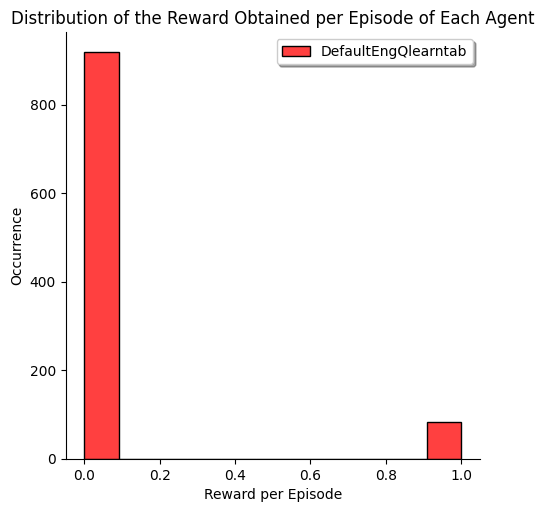 Distribution of the Reward Obtained per Episode of Each Agent
DefaultEngQlearntab
800
600
400
200
0
Occurrence
0.0 0.2 0.4 0.6 0.8 1.0
Reward per Episode